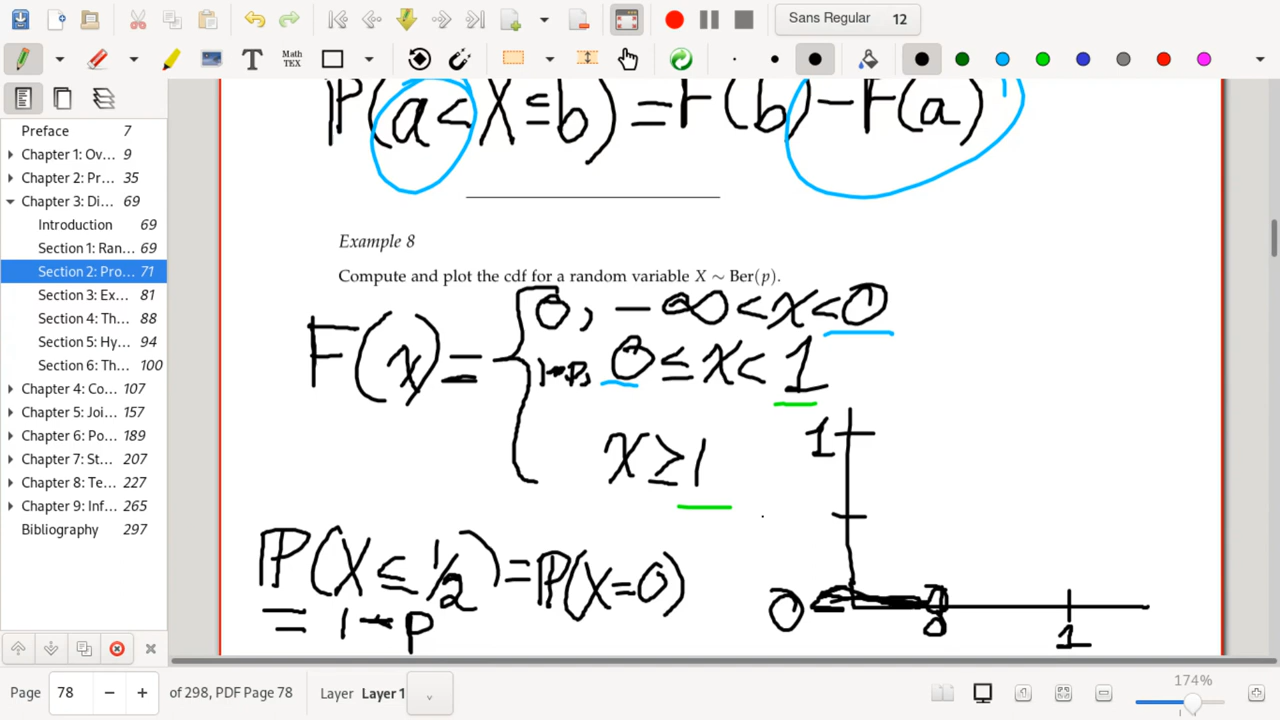 Sans Regular 12
Math TEX
Preface 7
Chapter 1: Ov... 9
Chapter 2: Pr... 35
Chapter 3: Di... 69
Introduction 69
Section 1: Ran... 69
Section 2: Pro... 71
Section 3: Ex... 81
Section 4: Th... 88
Section 5: Hy... 94
Section 6: Th... 100
Chapter 4: Co... 107
Chapter 5: Joi... 157
Chapter 6: Po... 189
Chapter 7: St... 207
Chapter 8: Te... 227
Chapter 9: Inf... 265
Bibliography 297
ℙ(a < X ≤ b) = F(b) − F(a)
Example 8
Compute and plot the cdf for a random variable X ∼ Ber(p).
F(x) = { 0, −∞ < x < 0
1−p, 0 ≤ x < 1
x ≥ 1
ℙ(X ≤ 1/2) = ℙ(X = 0)
= 1 − p
1
0
0 1
Page 78 of 298, PDF Page 78
Layer Layer 1
174%